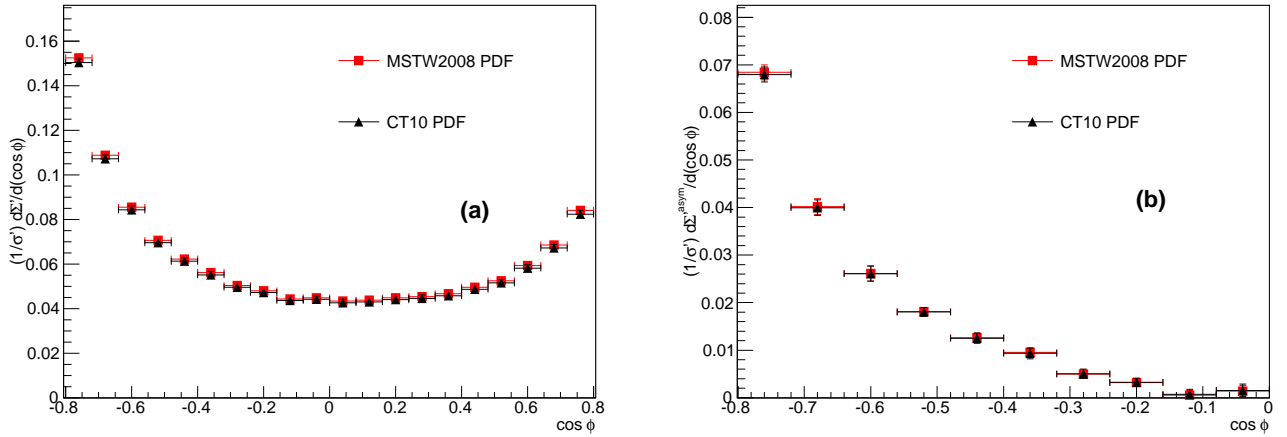 (1/σ') dΣ'/d(cos ϕ)
0.16
0.14
0.12
0.1
0.08
0.06
0.04
0.02
0
MSTW2008 PDF
CT10 PDF
(a)
-0.8 -0.6 -0.4 -0.2 0 0.2 0.4 0.6 0.8
cos ϕ
(1/σ') dΣ'^asym/d(cos ϕ)
0.08
0.07
0.06
0.05
0.04
0.03
0.02
0.01
0
MSTW2008 PDF
CT10 PDF
(b)
-0.8 -0.7 -0.6 -0.5 -0.4 -0.3 -0.2 -0.1 0
cos ϕ